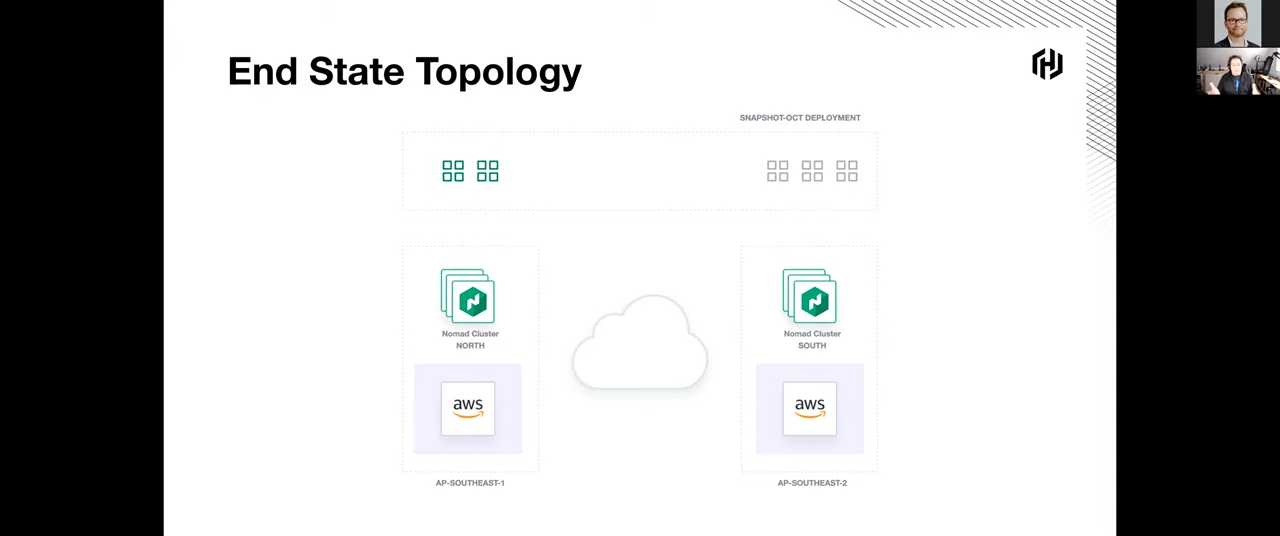 End State Topology
SNAPSHOT-OCT DEPLOYMENT
Nomad Cluster
NORTH
aws
AP-SOUTHEAST-1
Nomad Cluster
SOUTH
aws
AP-SOUTHEAST-2